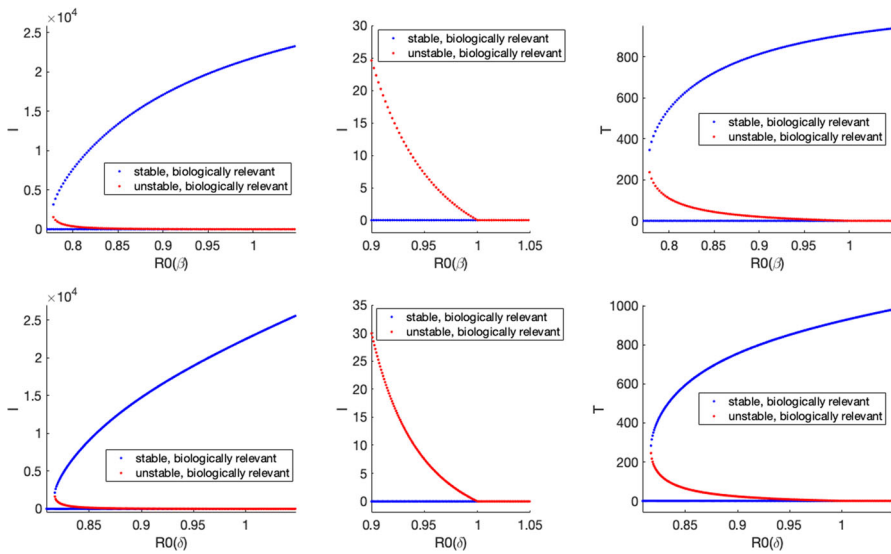 ×10⁴
2.5
2
1.5
1
0.5
0
I
stable, biologically relevant
unstable, biologically relevant
0.8 0.85 0.9 0.95 1
R0(β)
30
25
20
15
10
5
0
I
stable, biologically relevant
unstable, biologically relevant
0.9 0.95 1 1.05
R0(β)
800
600
400
200
0
T
stable, biologically relevant
unstable, biologically relevant
0.8 0.85 0.9 0.95 1
R0(β)
×10⁴
2.5
2
1.5
1
0.5
0
I
stable, biologically relevant
unstable, biologically relevant
0.85 0.9 0.95 1
R0(δ)
35
30
25
20
15
10
5
0
I
stable, biologically relevant
unstable, biologically relevant
0.9 0.95 1 1.05
R0(δ)
1000
800
600
400
200
0
T
stable, biologically relevant
unstable, biologically relevant
0.85 0.9 0.95 1
R0(δ)